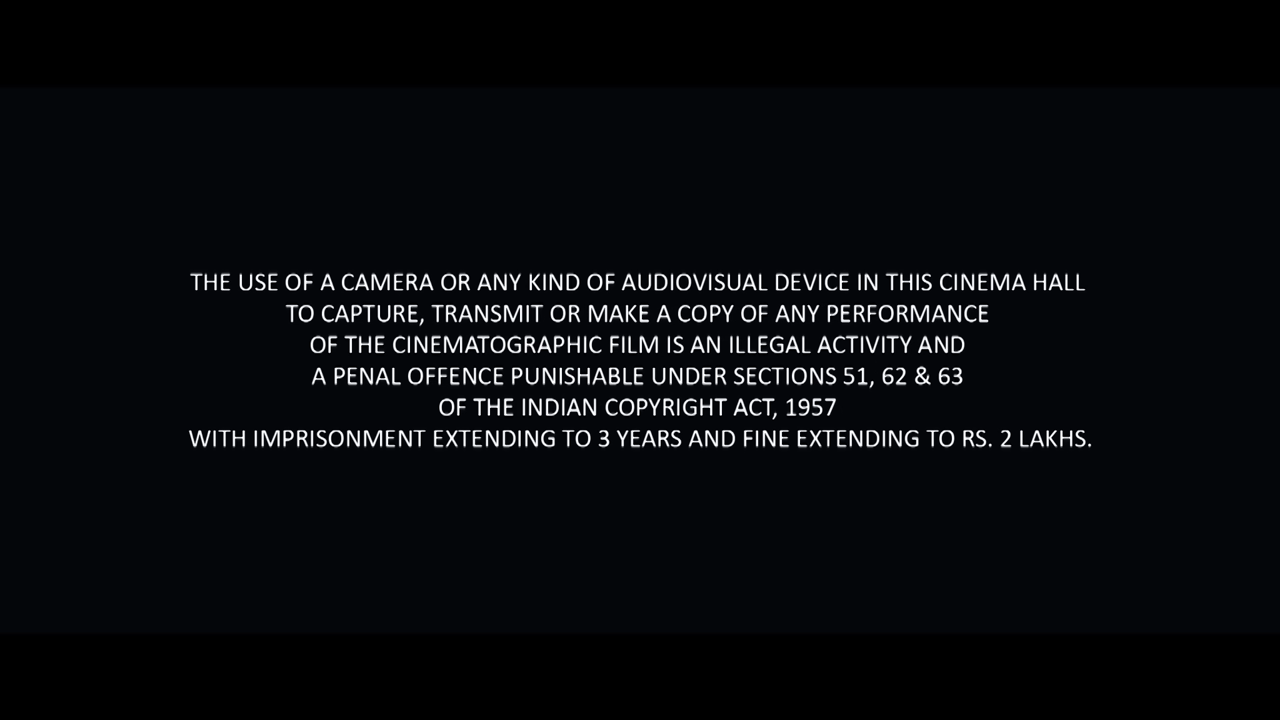 THE USE OF A CAMERA OR ANY KIND OF AUDIOVISUAL DEVICE IN THIS CINEMA HALL
TO CAPTURE, TRANSMIT OR MAKE A COPY OF ANY PERFORMANCE
OF THE CINEMATOGRAPHIC FILM IS AN ILLEGAL ACTIVITY AND
A PENAL OFFENCE PUNISHABLE UNDER SECTIONS 51, 62 & 63
OF THE INDIAN COPYRIGHT ACT, 1957
WITH IMPRISONMENT EXTENDING TO 3 YEARS AND FINE EXTENDING TO RS. 2 LAKHS.